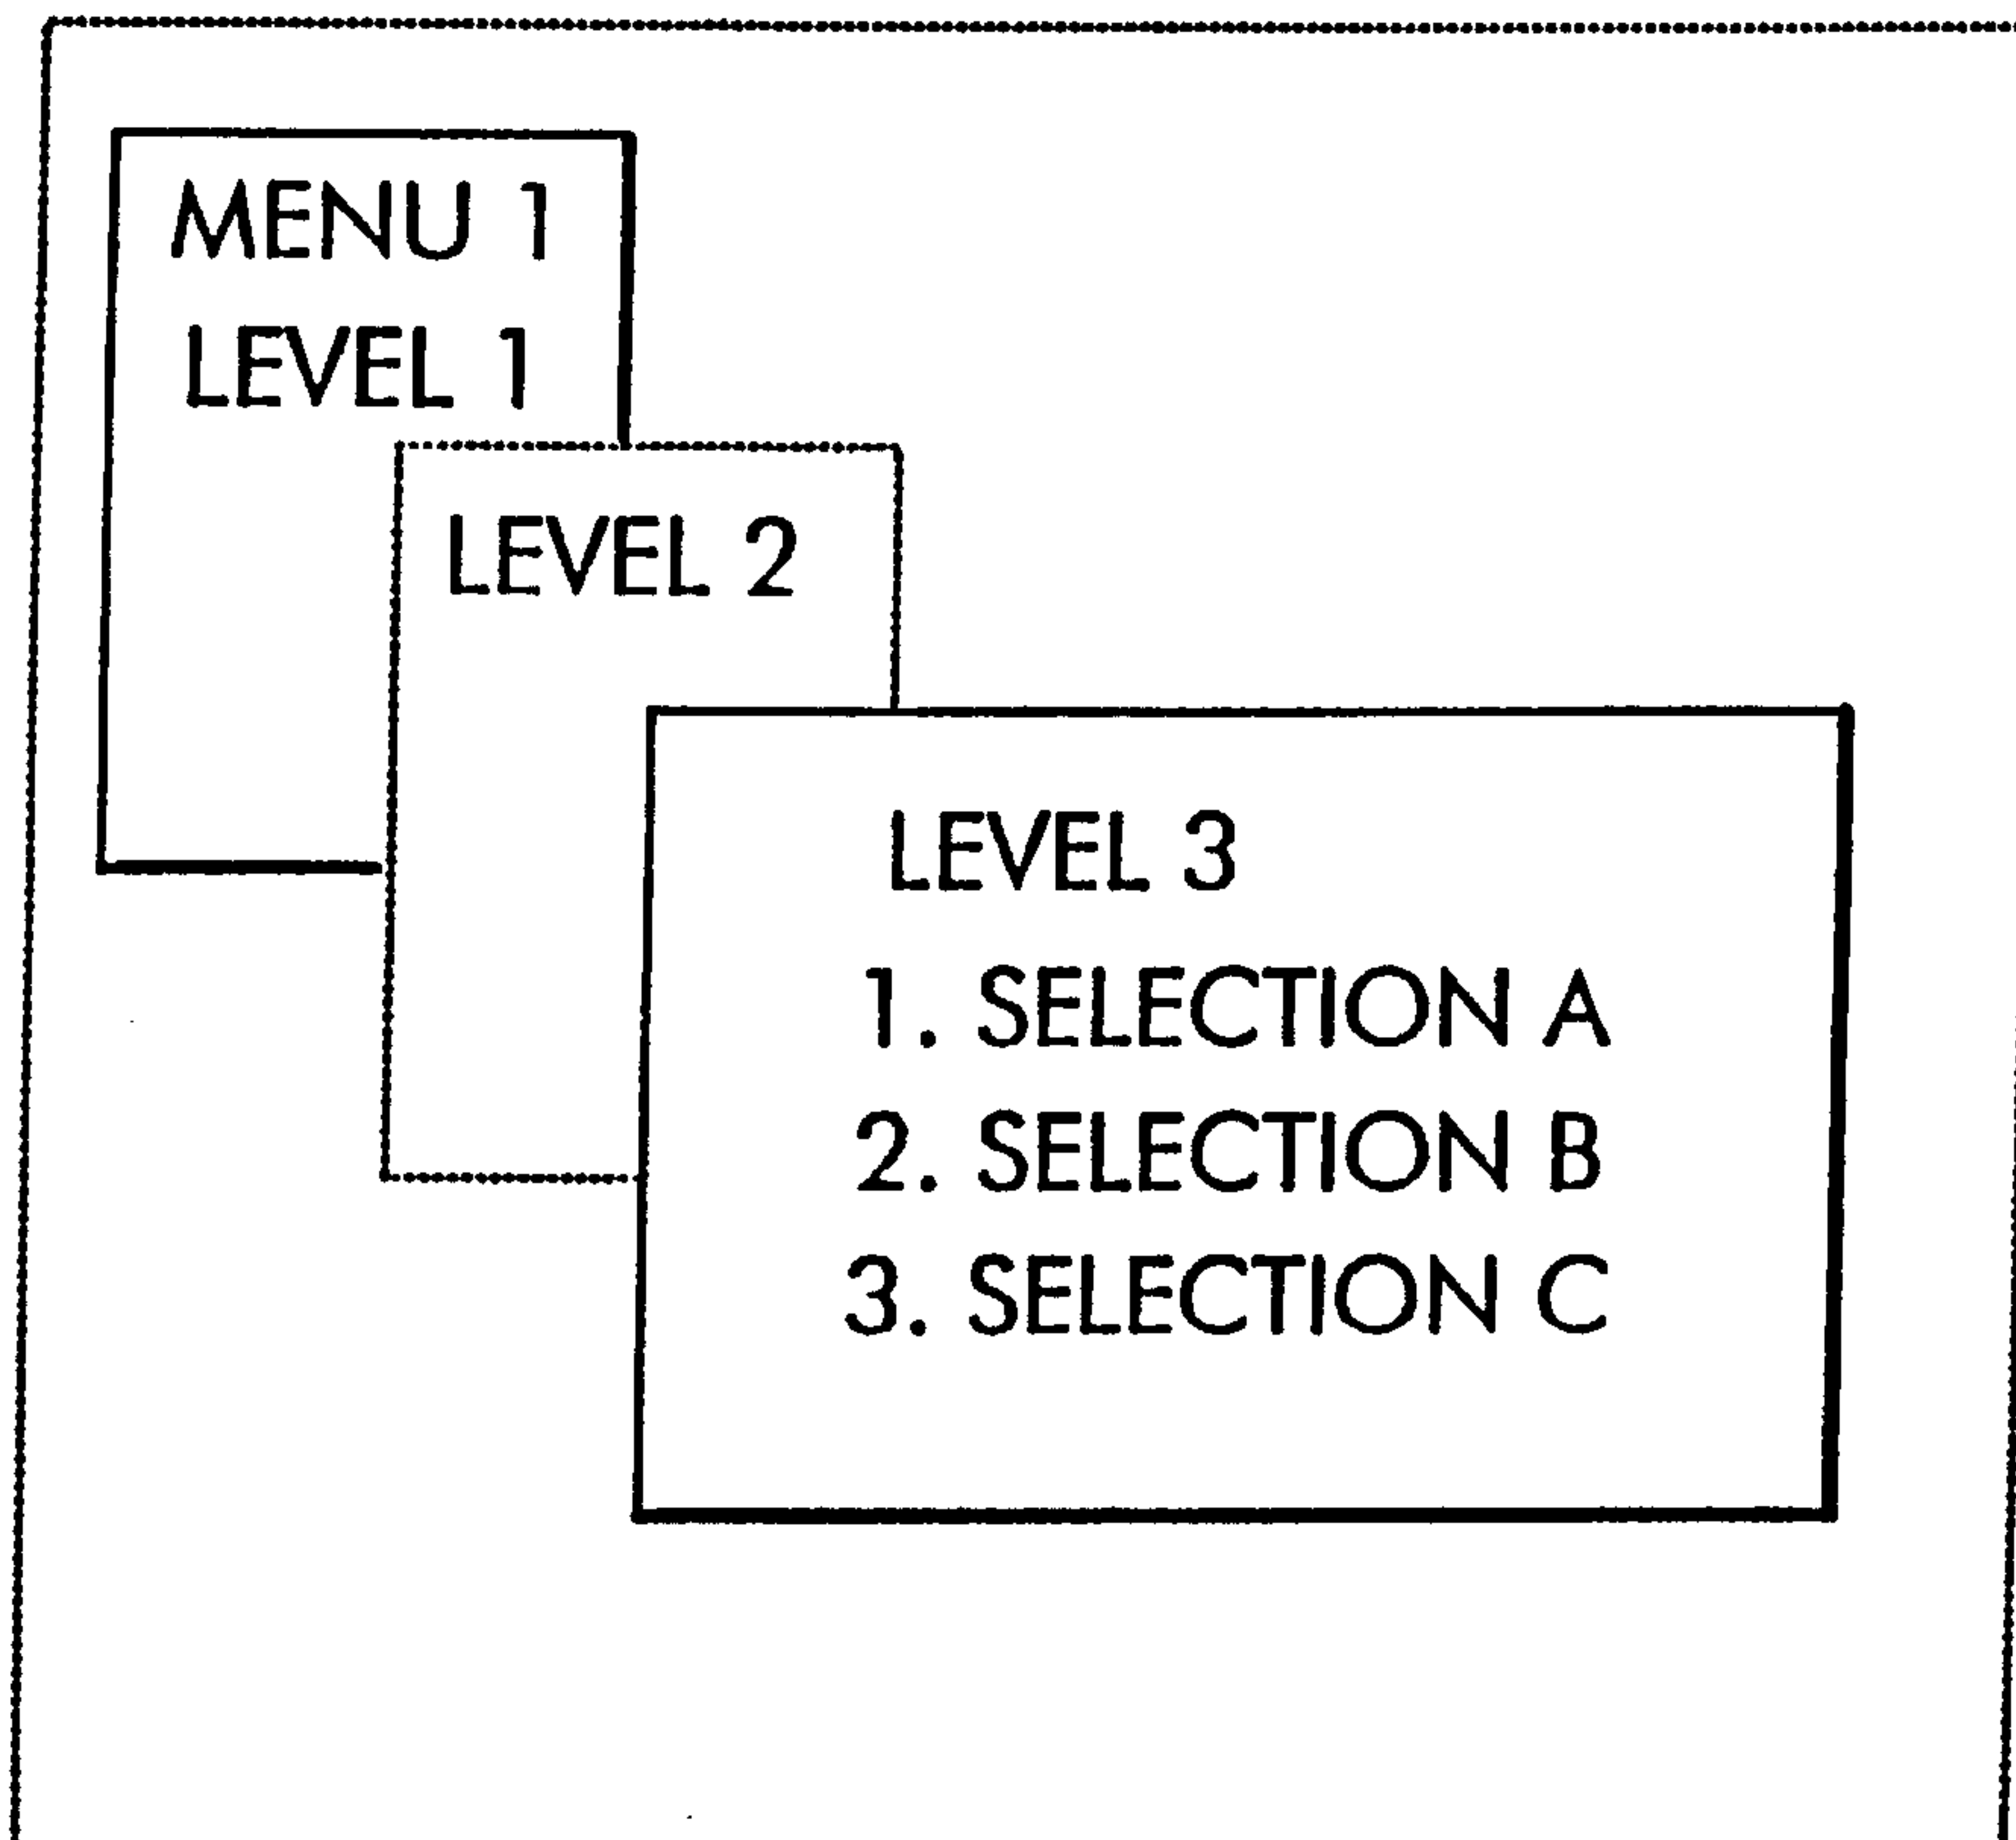 MENU 1
LEVEL 1
LEVEL 2
LEVEL 3
1. SELECTION A
2. SELECTION B
3. SELECTION C